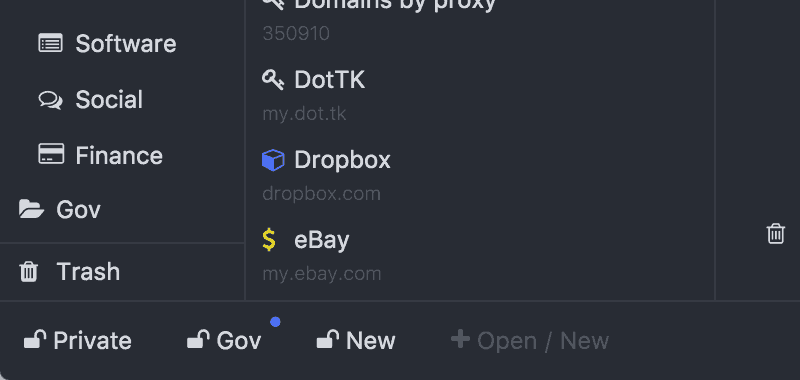 Software
Social
Finance
Gov
Trash
Domains by proxy
350910
DotTK
my.dot.tk
Dropbox
dropbox.com
eBay
my.ebay.com
Private
Gov
New
Open / New